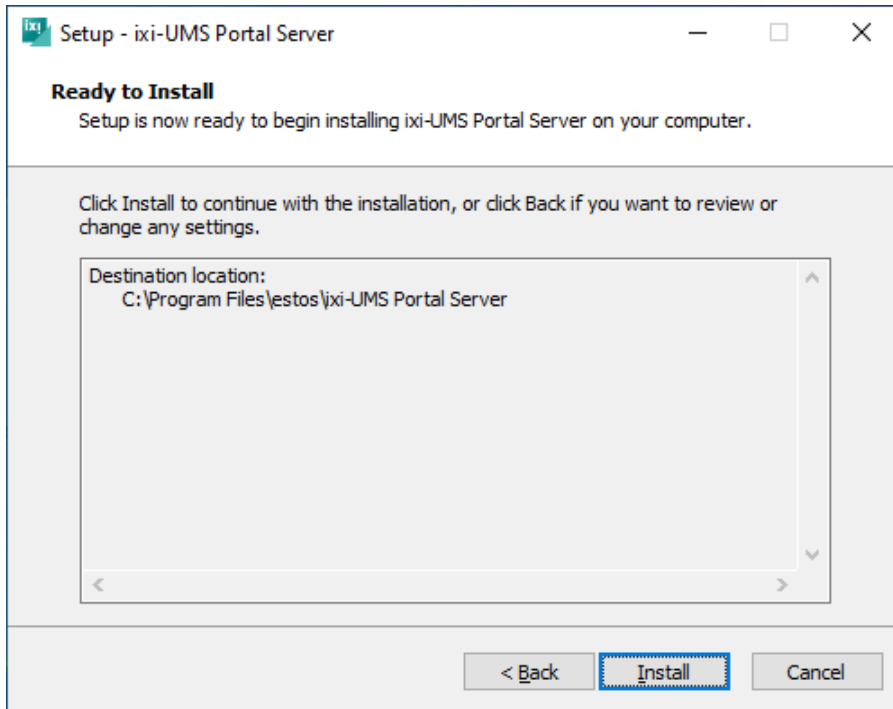 ixi
Setup - ixi-UMS Portal Server
Ready to Install
Setup is now ready to begin installing ixi-UMS Portal Server on your computer.
Click Install to continue with the installation, or click Back if you want to review or
change any settings.
Destination location:
C:\Program Files\estos\ixi-UMS Portal Server
< Back
Install
Cancel